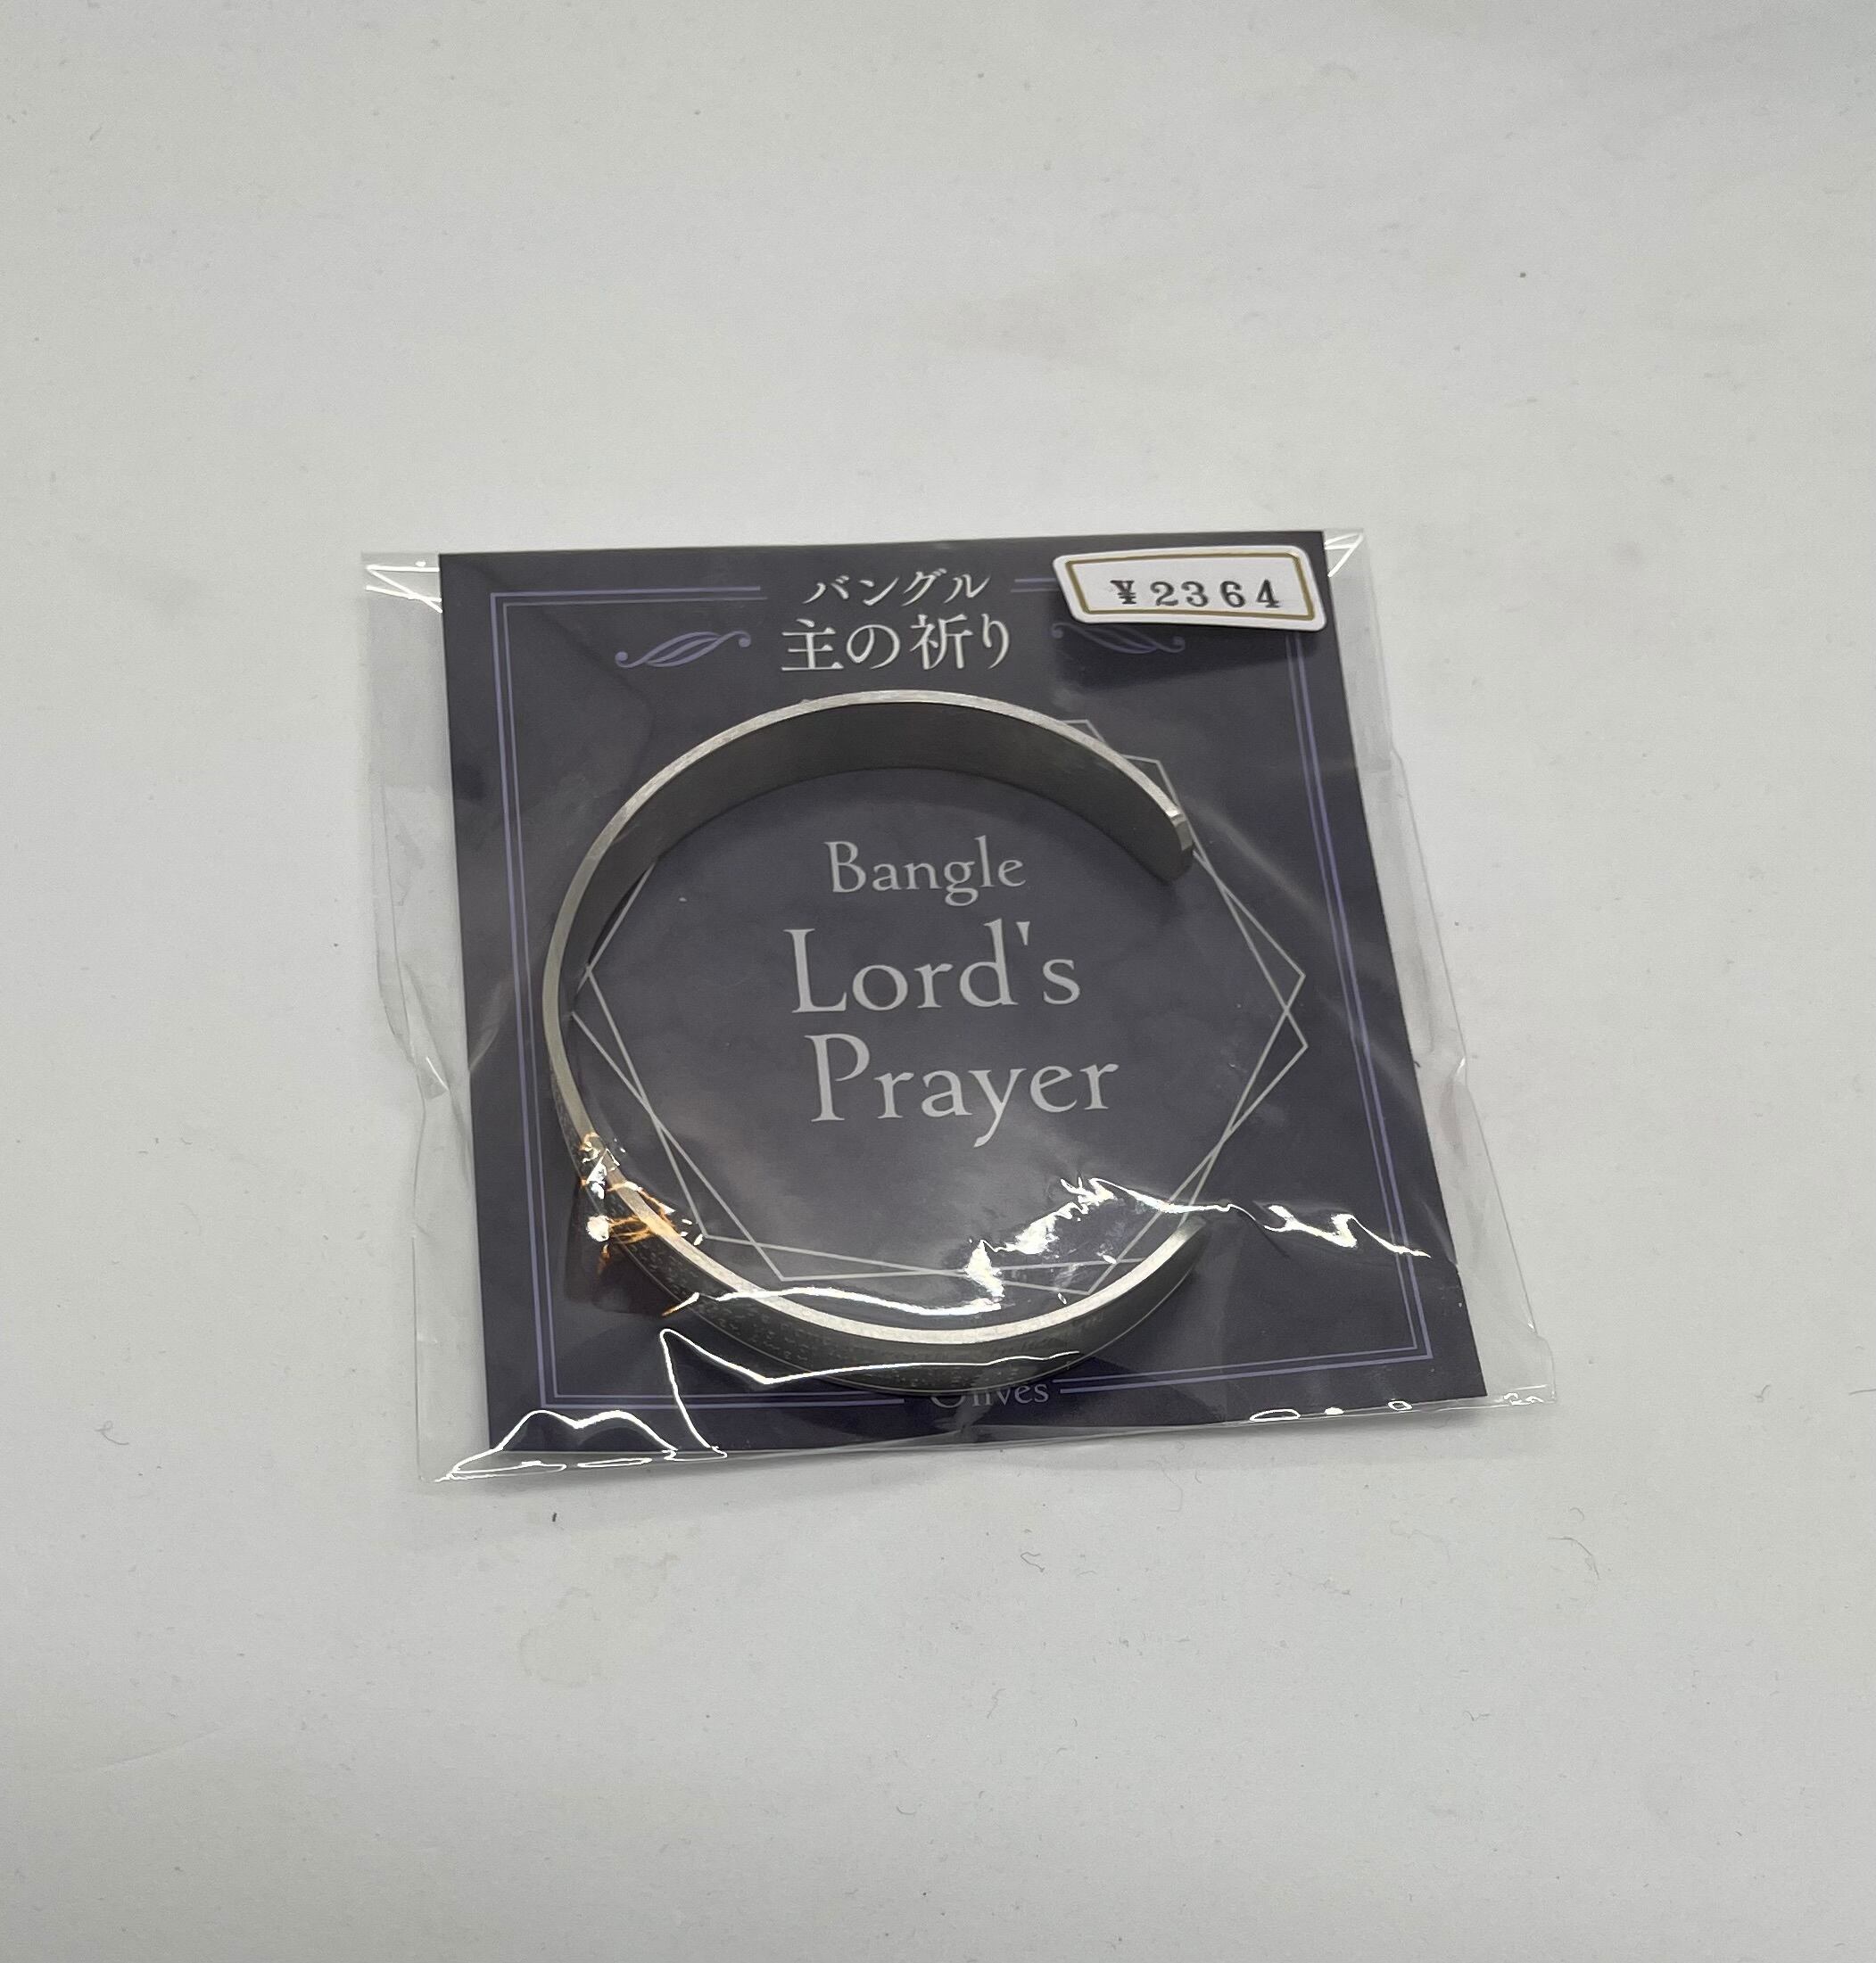 バングル
¥2364
主の祈り
Bangle
Lord's
Prayer